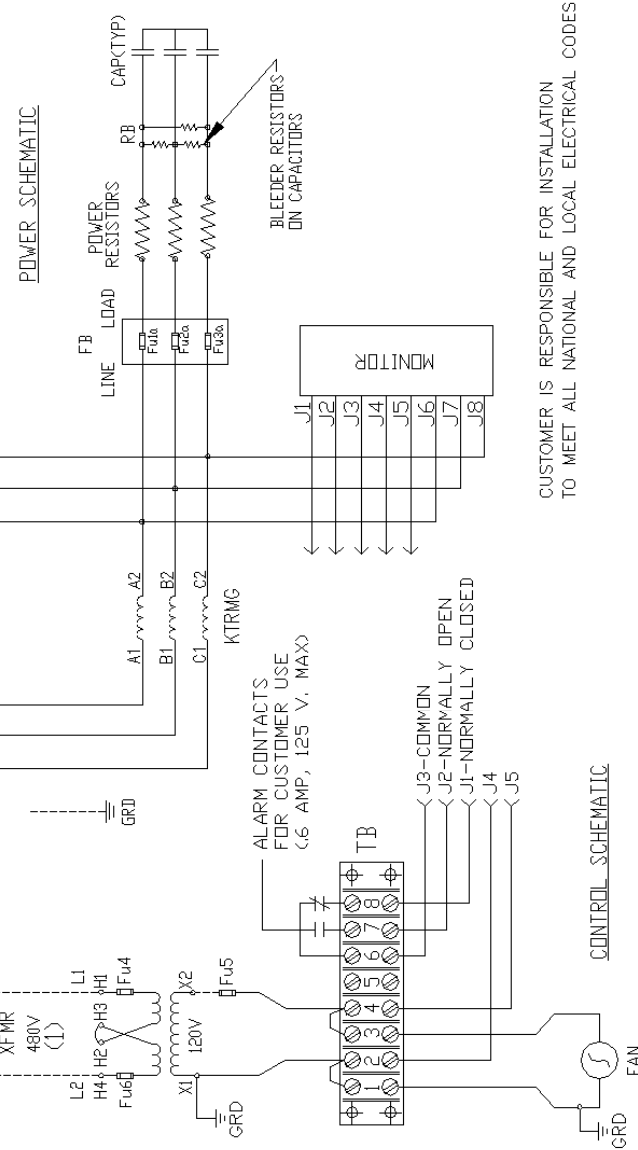 POWER SCHEMATIC
CAP(TYP)
RB
BLEEDER RESISTORS
ON CAPACITORS
POWER
RESISTORS
FB
LINE
LOAD
Fu1a
Fu2a
Fu3a
MONITOR
J1
J2
J3
J4
J5
J6
J7
J8
A1
A2
B1
B2
C1
C2
KTRMG
GRD
ALARM CONTACTS
FOR CUSTOMER USE
(.6 AMP, 125 V, MAX)
CUSTOMER IS RESPONSIBLE FOR INSTALLATION
TO MEET ALL NATIONAL AND LOCAL ELECTRICAL CODES
XFMR
480V
(1)
L2
L1
H4
H2
H3
H1
Fu6
Fu4
120V
X1
X2
Fu5
GRD
TB
1
2
3
4
5
6
7
8
J3-COMMON
J2-NORMALLY OPEN
J1-NORMALLY CLOSED
J4
J5
FAN
GRD
CONTROL SCHEMATIC